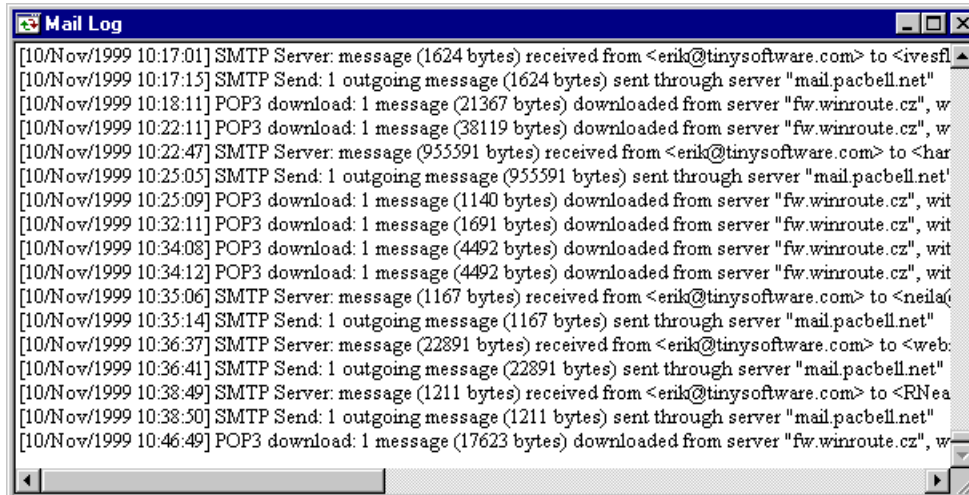 Mail Log
[10/Nov/1999 10:17:01] SMTP Server: message (1624 bytes) received from <erik@tinysoftware.com> to <ivesfl
[10/Nov/1999 10:17:15] SMTP Send: 1 outgoing message (1624 bytes) sent through server "mail.pacbell.net"
[10/Nov/1999 10:18:11] POP3 download: 1 message (21367 bytes) downloaded from server "fw.winroute.cz", w
[10/Nov/1999 10:22:11] POP3 download: 1 message (38119 bytes) downloaded from server "fw.winroute.cz", w
[10/Nov/1999 10:22:47] SMTP Server: message (955591 bytes) received from <erik@tinysoftware.com> to <har
[10/Nov/1999 10:25:05] SMTP Send: 1 outgoing message (955591 bytes) sent through server "mail.pacbell.net'
[10/Nov/1999 10:25:09] POP3 download: 1 message (1140 bytes) downloaded from server "fw.winroute.cz", wit
[10/Nov/1999 10:32:11] POP3 download: 1 message (1691 bytes) downloaded from server "fw.winroute.cz", wit
[10/Nov/1999 10:34:08] POP3 download: 1 message (4492 bytes) downloaded from server "fw.winroute.cz", wit
[10/Nov/1999 10:34:12] POP3 download: 1 message (4492 bytes) downloaded from server "fw.winroute.cz", wit
[10/Nov/1999 10:35:06] SMTP Server: message (1167 bytes) received from <erik@tinysoftware.com> to <neila(
[10/Nov/1999 10:35:14] SMTP Send: 1 outgoing message (1167 bytes) sent through server "mail.pacbell.net"
[10/Nov/1999 10:36:37] SMTP Server: message (22891 bytes) received from <erik@tinysoftware.com> to <web
[10/Nov/1999 10:36:41] SMTP Send: 1 outgoing message (22891 bytes) sent through server "mail.pacbell.net"
[10/Nov/1999 10:38:49] SMTP Server: message (1211 bytes) received from <erik@tinysoftware.com> to <RNea
[10/Nov/1999 10:38:50] SMTP Send: 1 outgoing message (1211 bytes) sent through server "mail.pacbell.net"
[10/Nov/1999 10:46:49] POP3 download: 1 message (17623 bytes) downloaded from server "fw.winroute.cz", w